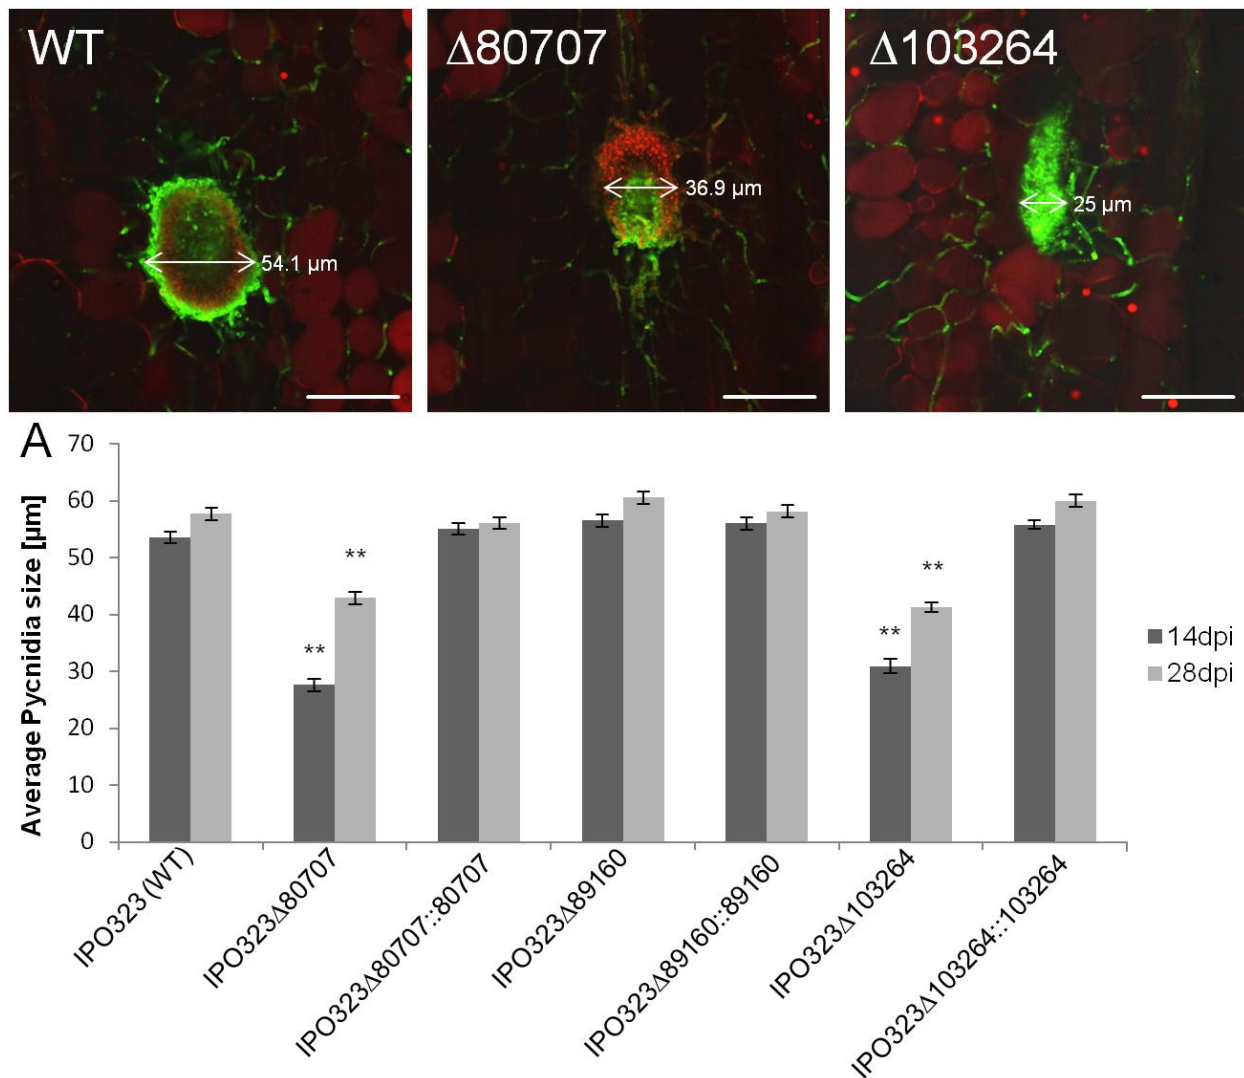 WT
Δ80707
Δ103264
54.1 µm
36.9 µm
25 µm
A
Average Pycnidia size [µm]
70
60
50
40
30
20
10
0
**
**
**
**
14dpi
28dpi
IPO323 (WT)
IPO323Δ80707
IPO323Δ80707::80707
IPO323Δ89160
IPO323Δ89160::89160
IPO323Δ103264
IPO323Δ103264::103264